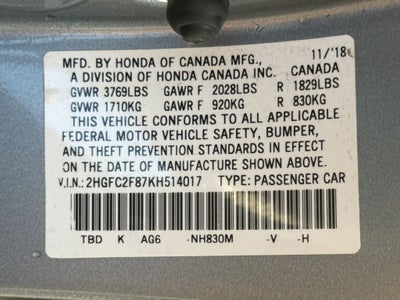 MFD. BY HONDA OF CANADA MFG., 11/'18
A DIVISION OF HONDA CANADA INC. CANADA
GVWR 3769LBS GAWR F 2028LBS R 1829LBS
GVWR 1710KG GAWR F 920KG R 830KG
THIS VEHICLE CONFORMS TO ALL APPLICABLE
FEDERAL MOTOR VEHICLE SAFETY, BUMPER,
AND THEFT PREVENTION STANDARDS IN EFFECT
ON THE DATE OF MANUFACTURE SHOWN ABOVE.
V.I.N.: 2HGFC2F87KH514017 TYPE: PASSENGER CAR
TBD K AG6 -NH830M -V -H